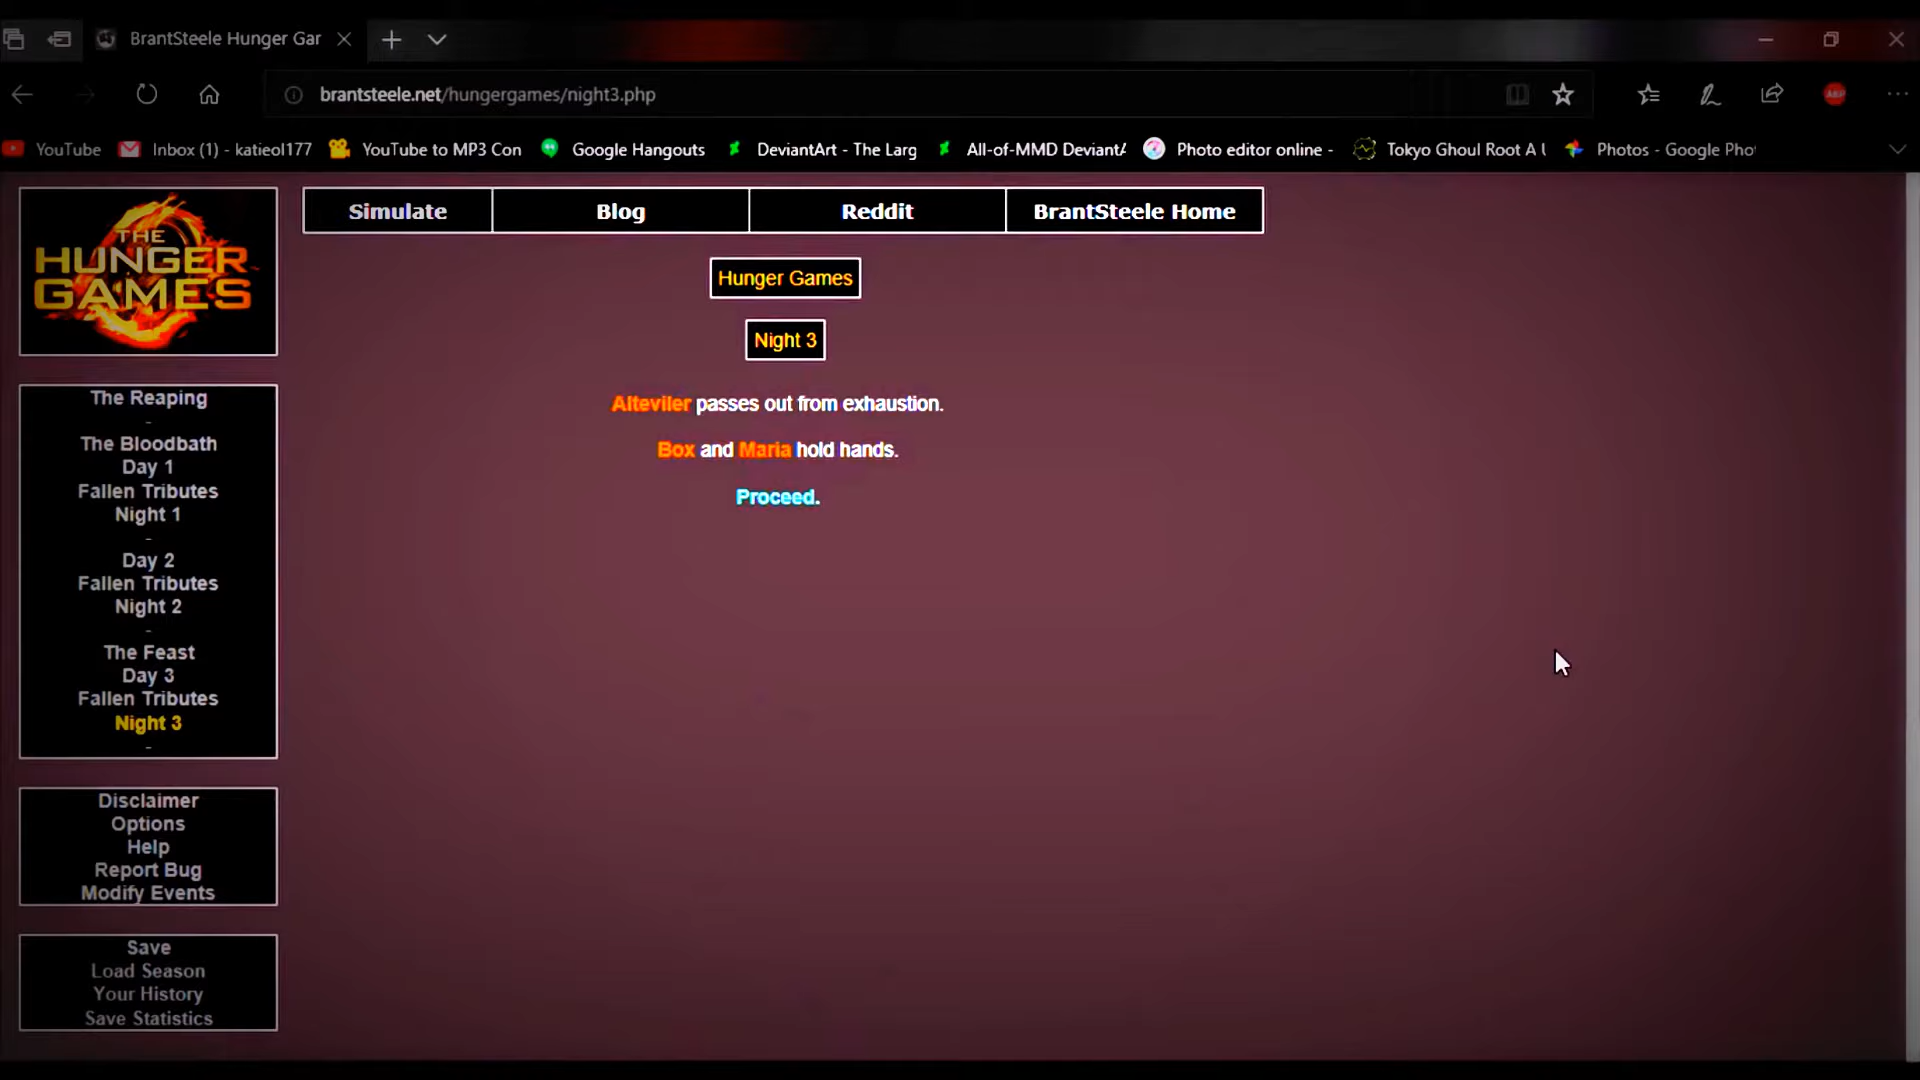 BrantSteele Hunger Gar
brantsteele.net/hungergames/night3.php
ABP
YouTube
Inbox (1) - katieol177
YouTube to MP3 Con
Google Hangouts
DeviantArt - The Larg
All-of-MMD DeviantA
Photo editor online -
Tokyo Ghoul Root A U
Photos - Google Pho
THE
HUNGER
GAMES
Simulate
Blog
Reddit
BrantSteele Home
Hunger Games
Night 3
Alteviler passes out from exhaustion.
Box and Maria hold hands.
Proceed.
The Reaping
-
The Bloodbath
Day 1
Fallen Tributes
Night 1
-
Day 2
Fallen Tributes
Night 2
-
The Feast
Day 3
Fallen Tributes
Night 3
-
Disclaimer
Options
Help
Report Bug
Modify Events
Save
Load Season
Your History
Save Statistics